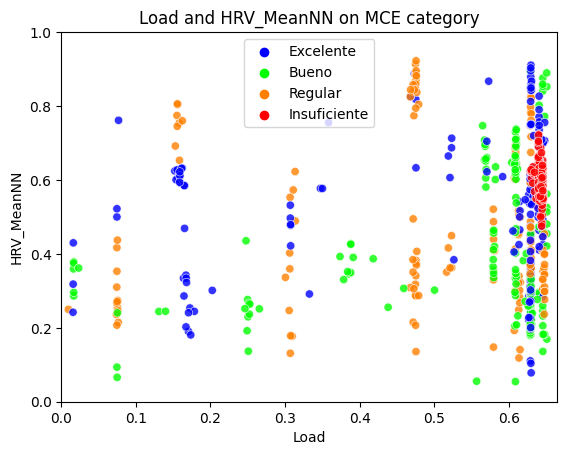 Load and HRV_MeanNN on MCE category
Excelente
Bueno
Regular
Insuficiente
HRV_MeanNN
1.0
0.8
0.6
0.4
0.2
0.0
0.0 0.1 0.2 0.3 0.4 0.5 0.6
Load